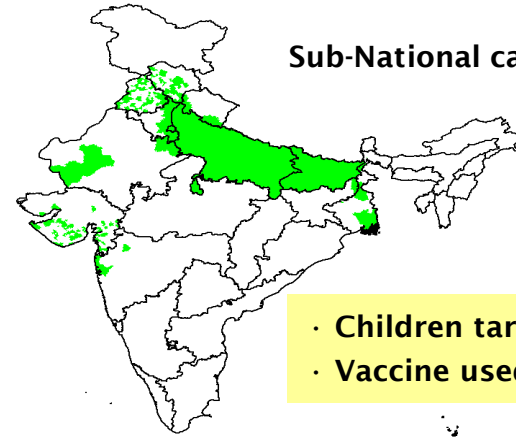 Sub-National ca
· Children tar
· Vaccine used